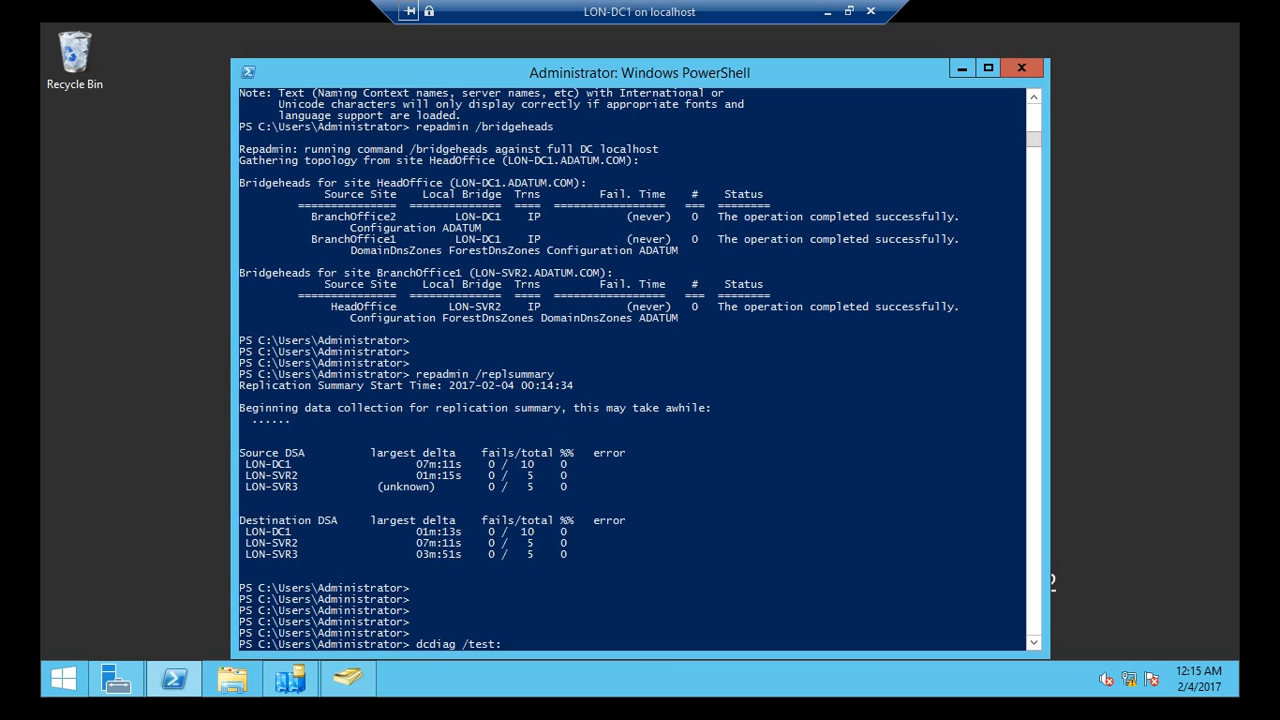 LON-DC1 on localhost
Recycle Bin
Administrator: Windows PowerShell
Note: Text (Naming Context names, server names, etc) with International or
Unicode characters will only display correctly if appropriate fonts and
language support are loaded.
PS C:\Users\Administrator> repadmin /bridgeheads
Repadmin: running command /bridgeheads against full DC localhost
Gathering topology from site HeadOffice (LON-DC1.ADATUM.COM):
Bridgeheads for site HeadOffice (LON-DC1.ADATUM.COM):
Source Site    Local Bridge  Trns         Fail. Time    #    Status
===============  ==============  ====  =================  ===  ========
BranchOffice2         LON-DC1    IP              (never)   0   The operation completed successfully.
Configuration ADATUM
BranchOffice1         LON-DC1    IP              (never)   0   The operation completed successfully.
DomainDnsZones ForestDnsZones Configuration ADATUM
Bridgeheads for site BranchOffice1 (LON-SVR2.ADATUM.COM):
Source Site    Local Bridge  Trns         Fail. Time    #    Status
===============  ==============  ====  =================  ===  ========
HeadOffice        LON-SVR2    IP              (never)   0   The operation completed successfully.
Configuration ForestDnsZones DomainDnsZones ADATUM
PS C:\Users\Administrator>
PS C:\Users\Administrator>
PS C:\Users\Administrator>
PS C:\Users\Administrator> repadmin /replsummary
Replication Summary Start Time: 2017-02-04 00:14:34
Beginning data collection for replication summary, this may take awhile:
......
Source DSA          largest delta    fails/total %%   error
LON-DC1                   07m:11s    0 /  10    0
LON-SVR2                  01m:15s    0 /   5    0
LON-SVR3            (unknown)        0 /   5    0
Destination DSA     largest delta    fails/total %%   error
LON-DC1                   01m:13s    0 /  10    0
LON-SVR2                  07m:11s    0 /   5    0
LON-SVR3                  03m:51s    0 /   5    0
PS C:\Users\Administrator>
PS C:\Users\Administrator>
PS C:\Users\Administrator>
PS C:\Users\Administrator>
PS C:\Users\Administrator>
PS C:\Users\Administrator> dcdiag /test:
12:15 AM
2/4/2017